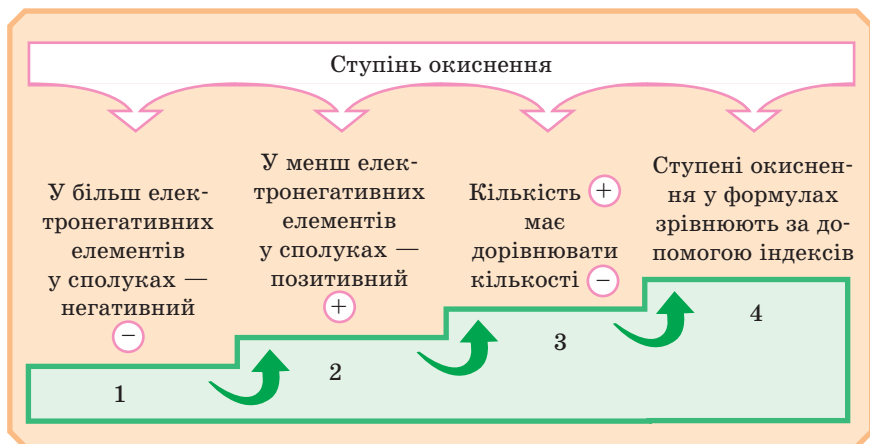 Ступінь окиснення
У більш елек-
тронегативних
елементів
у сполуках —
негативний
−
У менш елек-
тронегативних
елементів
у сполуках —
позитивний
+
Кількість +
має
дорівнювати
кількості −
Ступені окиснен-
ня у формулах
зрівнюють за до-
помогою індексів
1
2
3
4